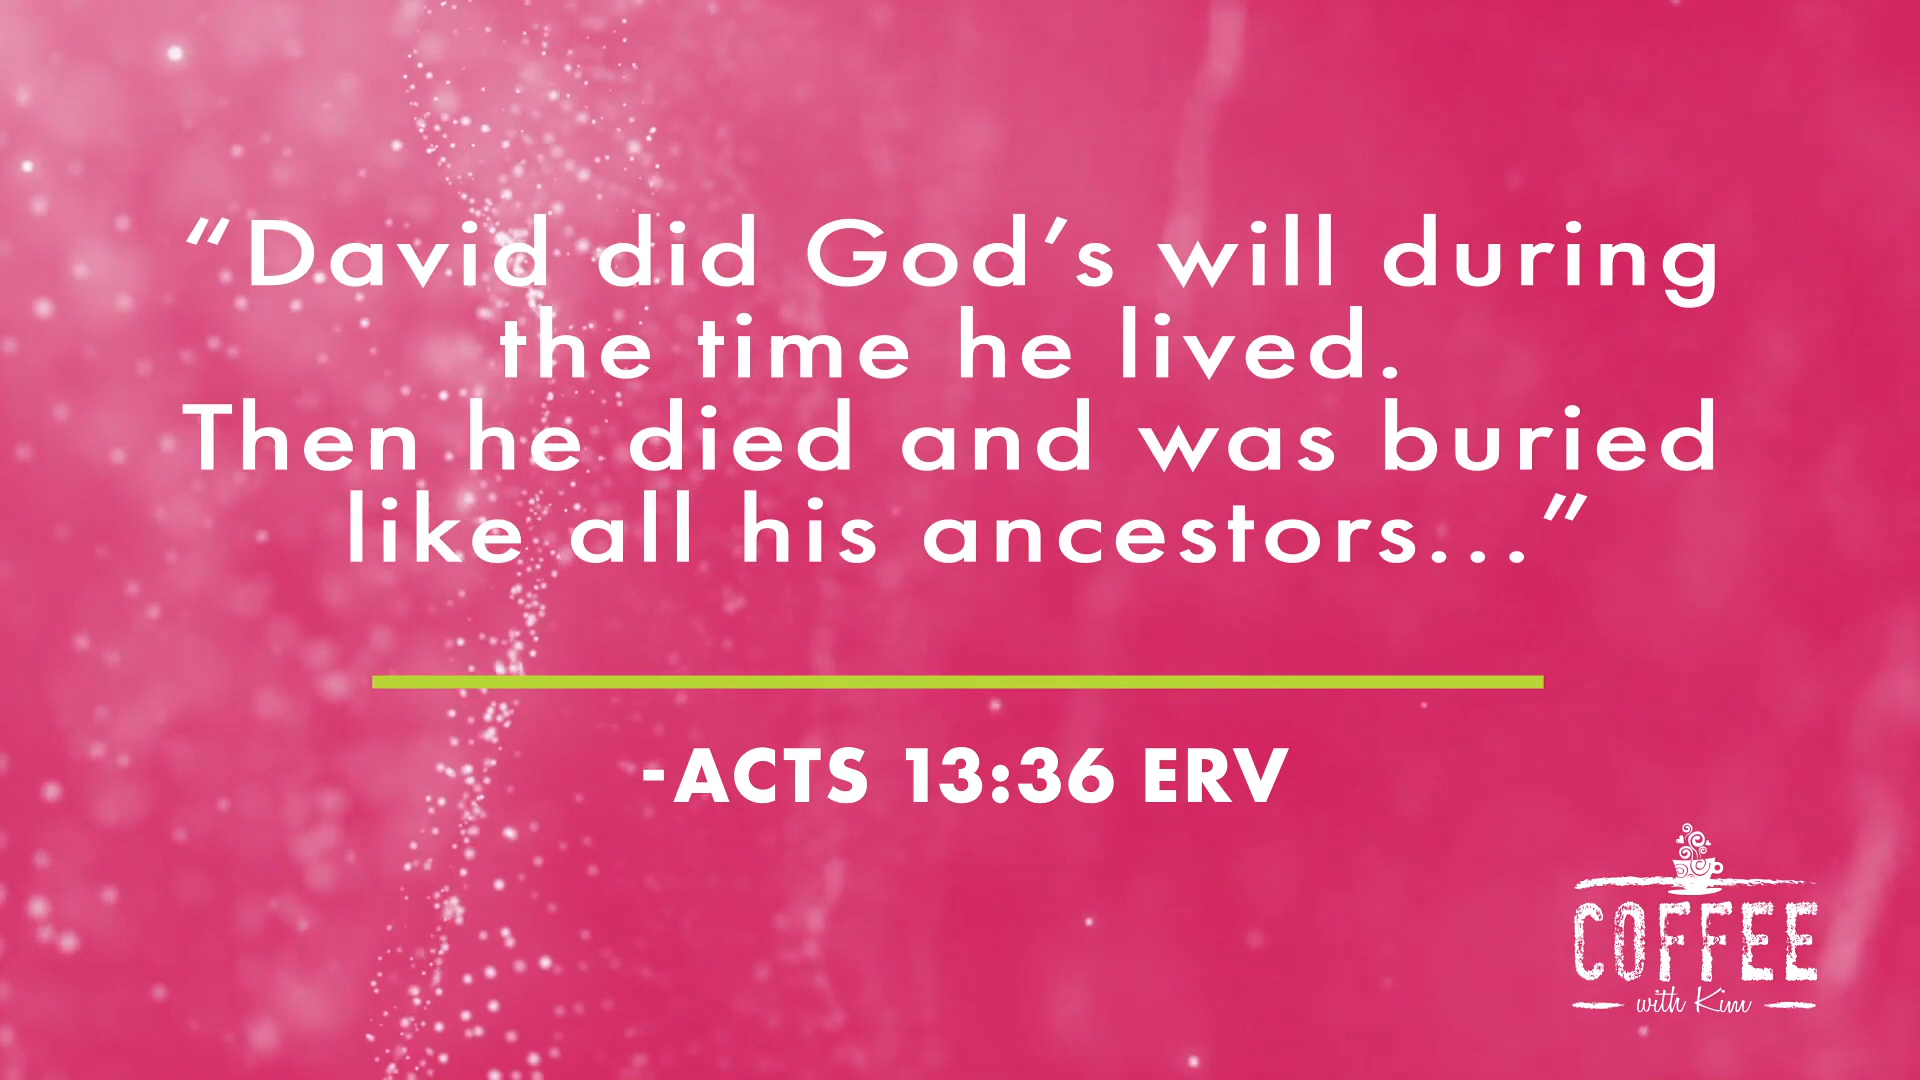 “David did God’s will during
the time he lived.
Then he died and was buried
like all his ancestors...”
-ACTS 13:36 ERV
COFFEE
with Kim